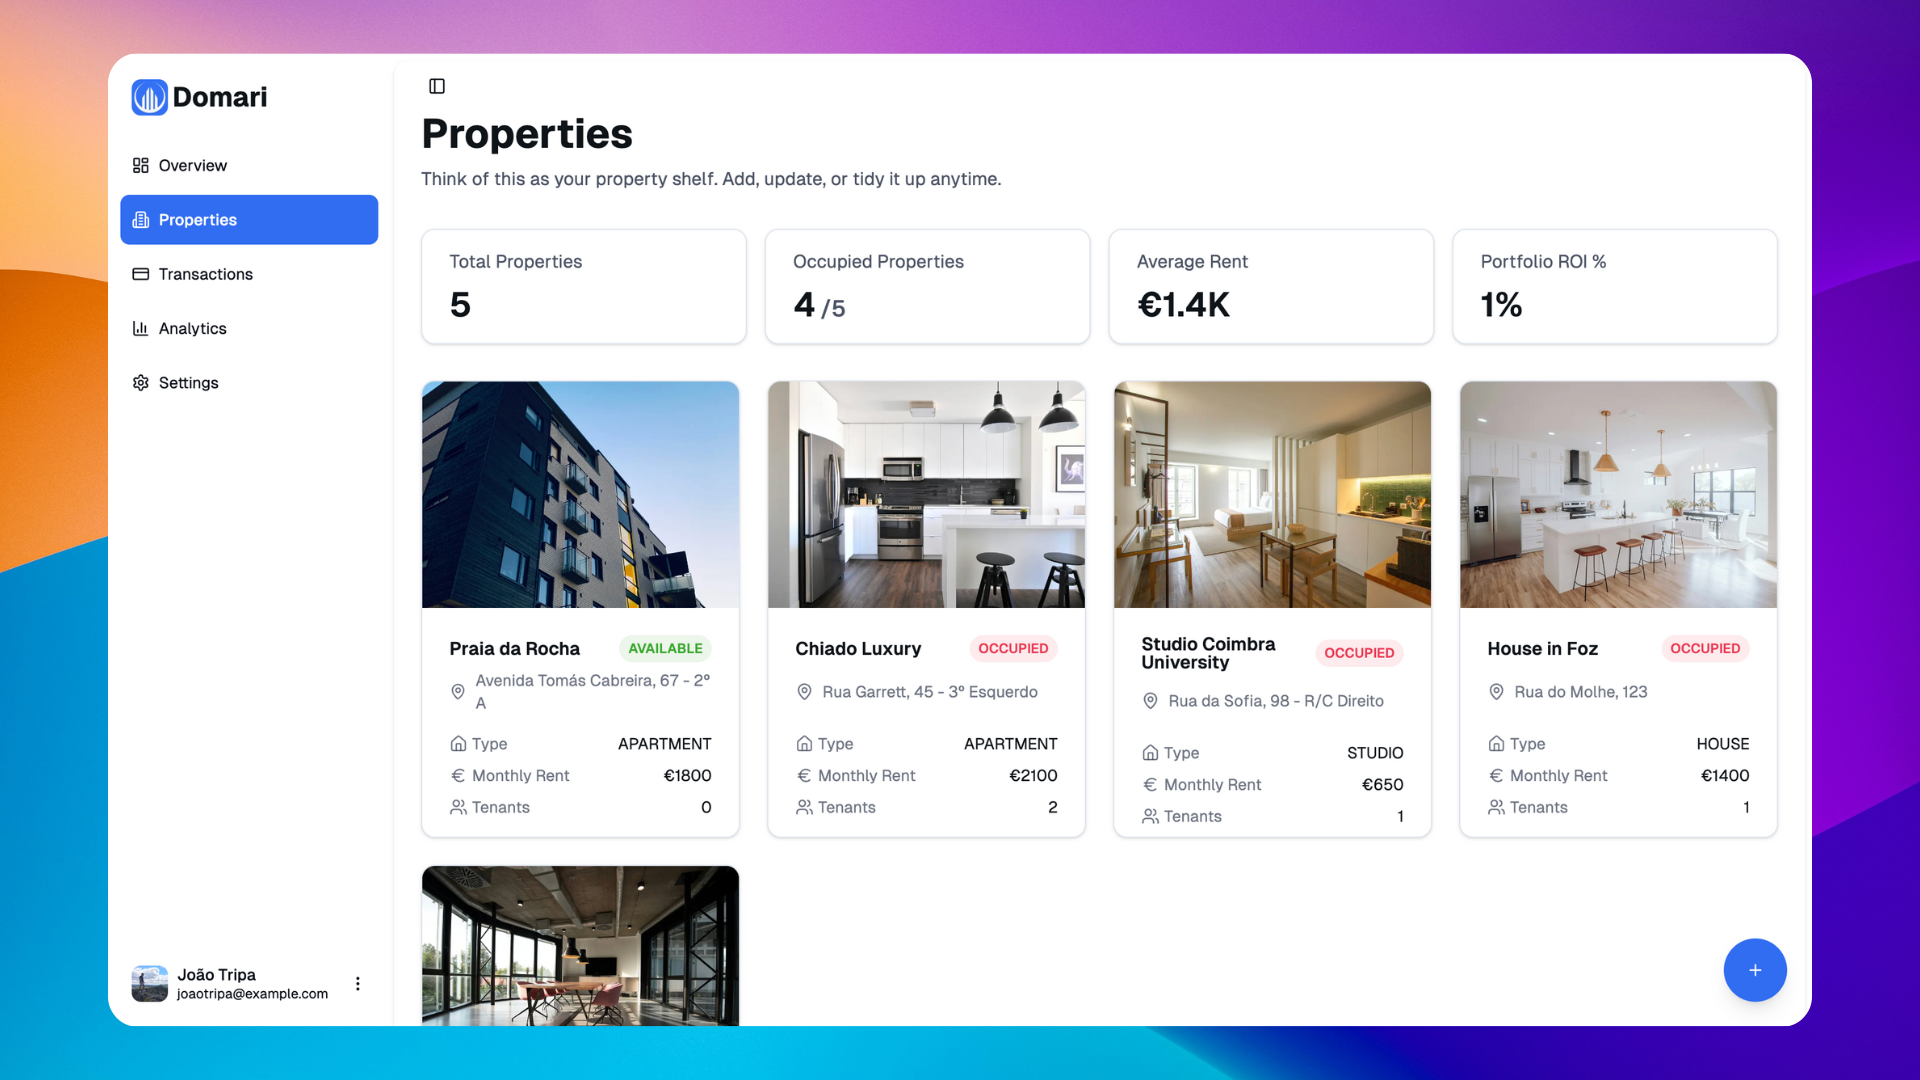 Domari
Overview
Properties
Transactions
Analytics
Settings
João Tripa
joaotripa@example.com
Properties
Think of this as your property shelf. Add, update, or tidy it up anytime.
Total Properties
5
Occupied Properties
4 /5
Average Rent
€1.4K
Portfolio ROI %
1%
Praia da Rocha
AVAILABLE
Avenida Tomás Cabreira, 67 - 2º
A
Type APARTMENT
€ Monthly Rent €1800
Tenants 0
Chiado Luxury
OCCUPIED
Rua Garrett, 45 - 3º Esquerdo
Type APARTMENT
€ Monthly Rent €2100
Tenants 2
Studio Coimbra
University
OCCUPIED
Rua da Sofia, 98 - R/C Direito
Type STUDIO
€ Monthly Rent €650
Tenants 1
House in Foz
OCCUPIED
Rua do Molhe, 123
Type HOUSE
€ Monthly Rent €1400
Tenants 1
+